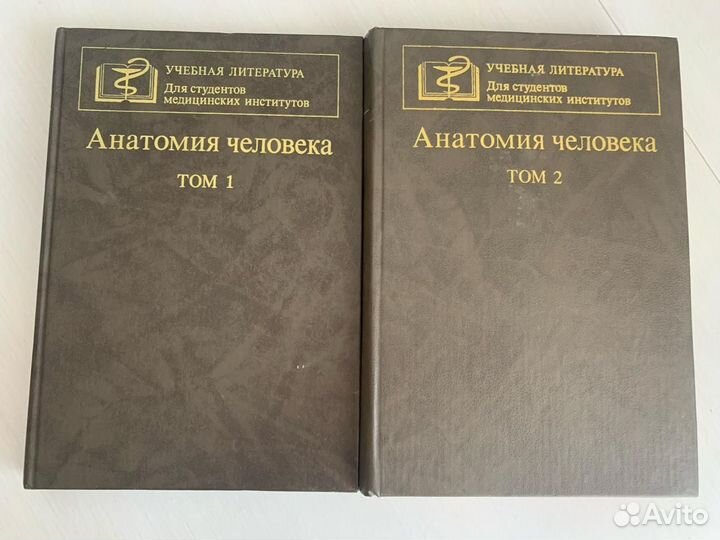 УЧЕБНАЯ ЛИТЕРАТУРА
Для студентов
медицинских институтов
Анатомия человека
ТОМ 1
УЧЕБНАЯ ЛИТЕРАТУРА
Для студентов
медицинских институтов
Анатомия человека
ТОМ 2
Avito